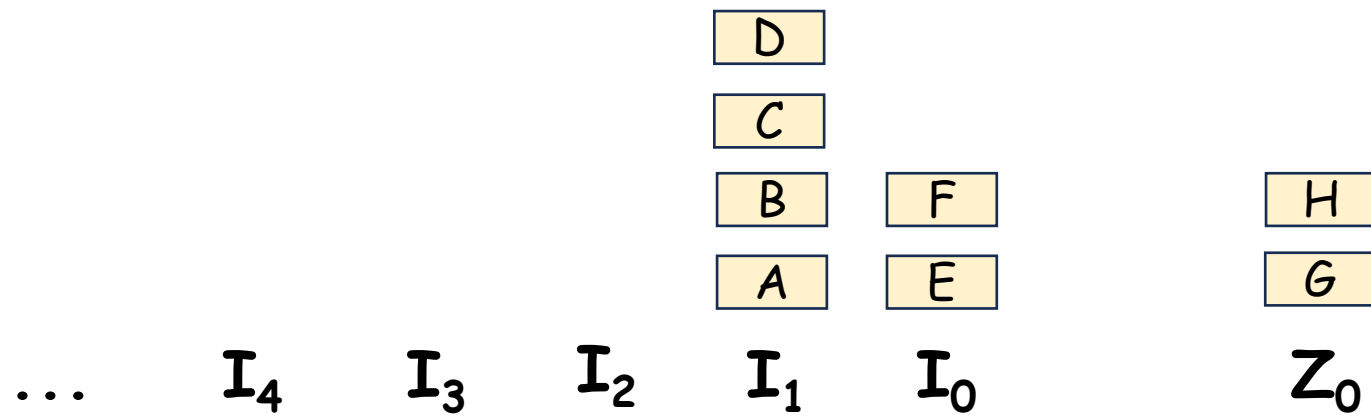 D
C
B F H
A E G
... I₄ I₃ I₂ I₁ I₀ Z₀